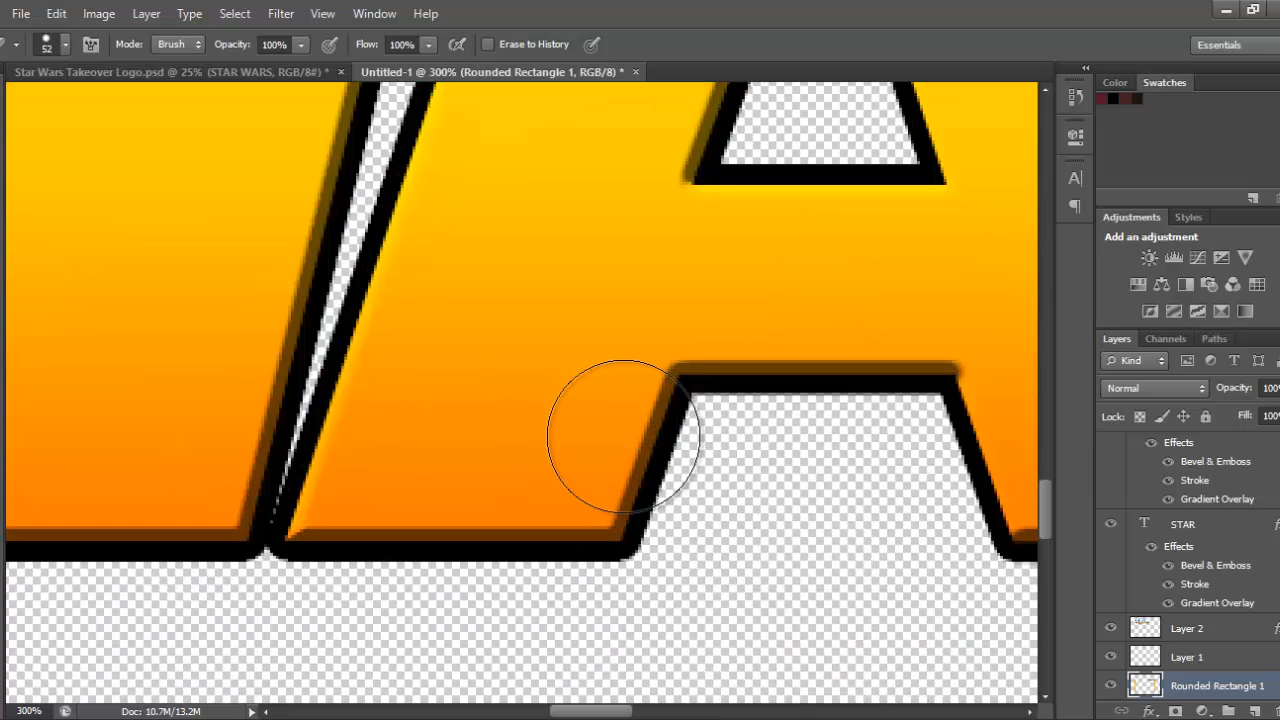 File Edit Image Layer Type Select Filter View Window Help
52 Mode: Brush Opacity: 100% Flow: 100% Erase to History Essentials
Star Wars Takeover Logo.psd @ 25% (STAR WARS, RGB/8#) * × Untitled-1 @ 300% (Rounded Rectangle 1, RGB/8) * ×
Color Swatches
Adjustments Styles
Add an adjustment
Layers Channels Paths
Kind
Normal Opacity: 100
Lock: Fill: 100
Effects
Bevel & Emboss
Stroke
Gradient Overlay
STAR
Effects
Bevel & Emboss
Stroke
Gradient Overlay
Layer 2
Layer 1
Rounded Rectangle 1
300% Doc: 10.7M/13.2M